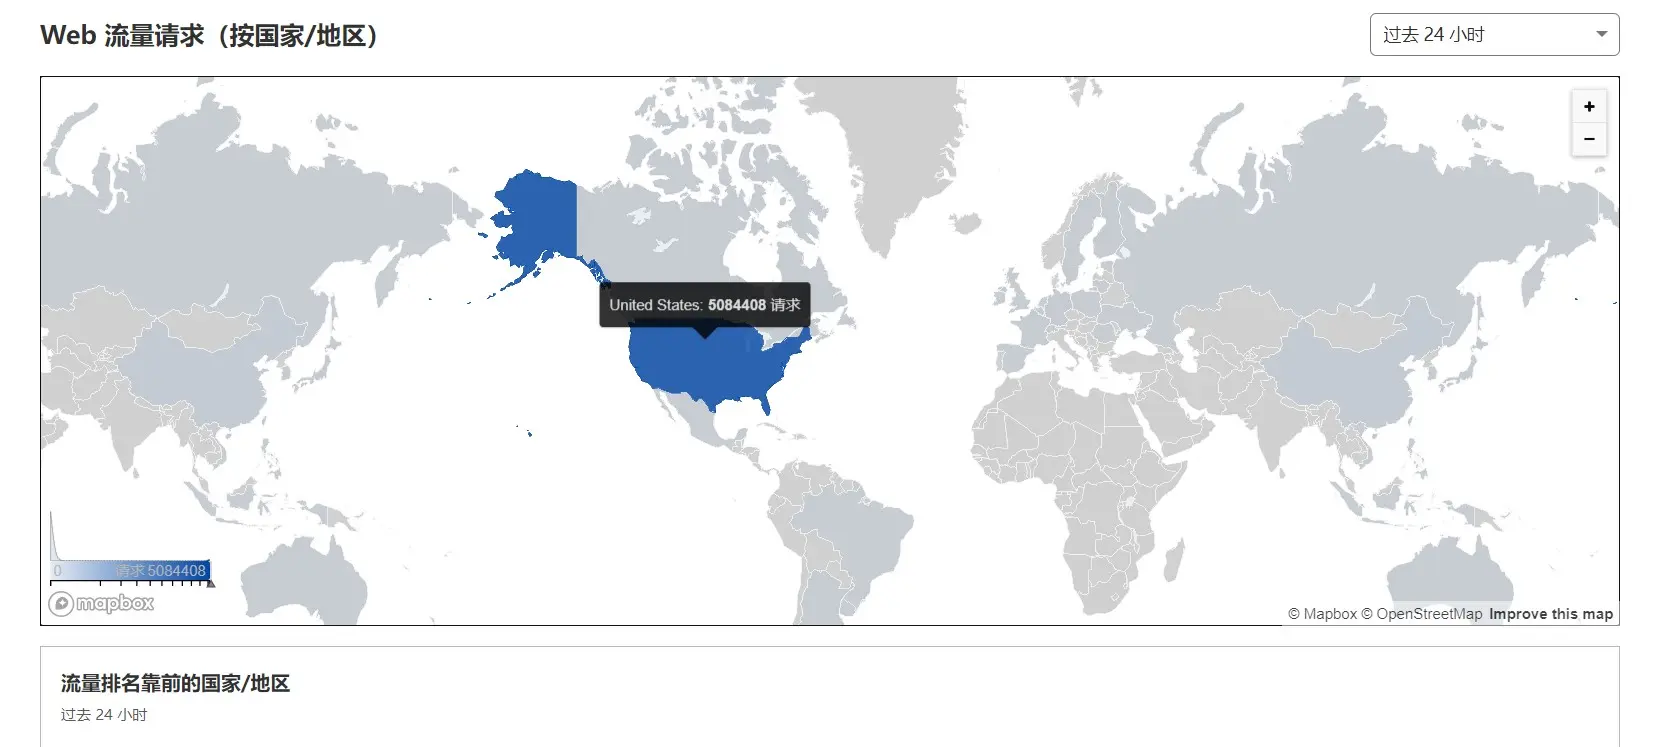 Web 流量请求（按国家/地区）
过去 24 小时
+
−
United States: 5084408 请求
0 请求 5084408
mapbox
© Mapbox © OpenStreetMap Improve this map
流量排名靠前的国家/地区
过去 24 小时